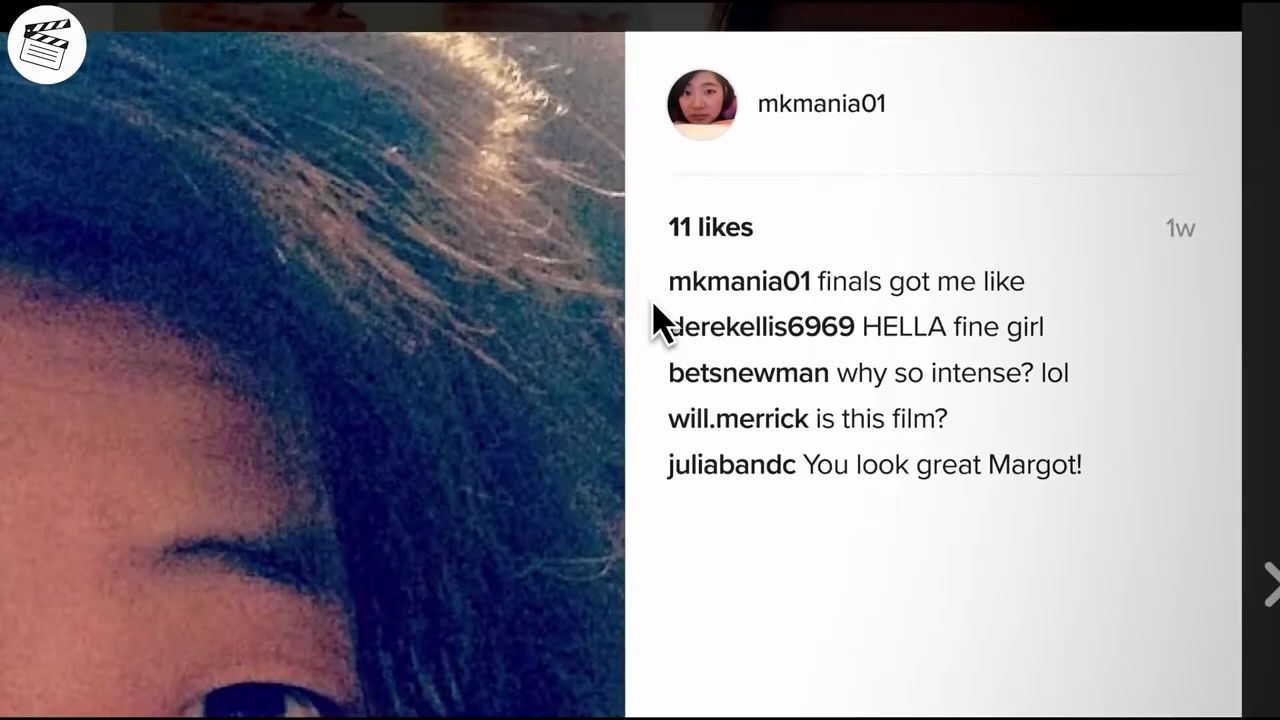 mkmania01
11 likes 1w
mkmania01 finals got me like
derekellis6969 HELLA fine girl
betsnewman why so intense? lol
will.merrick is this film?
juliabandc You look great Margot!